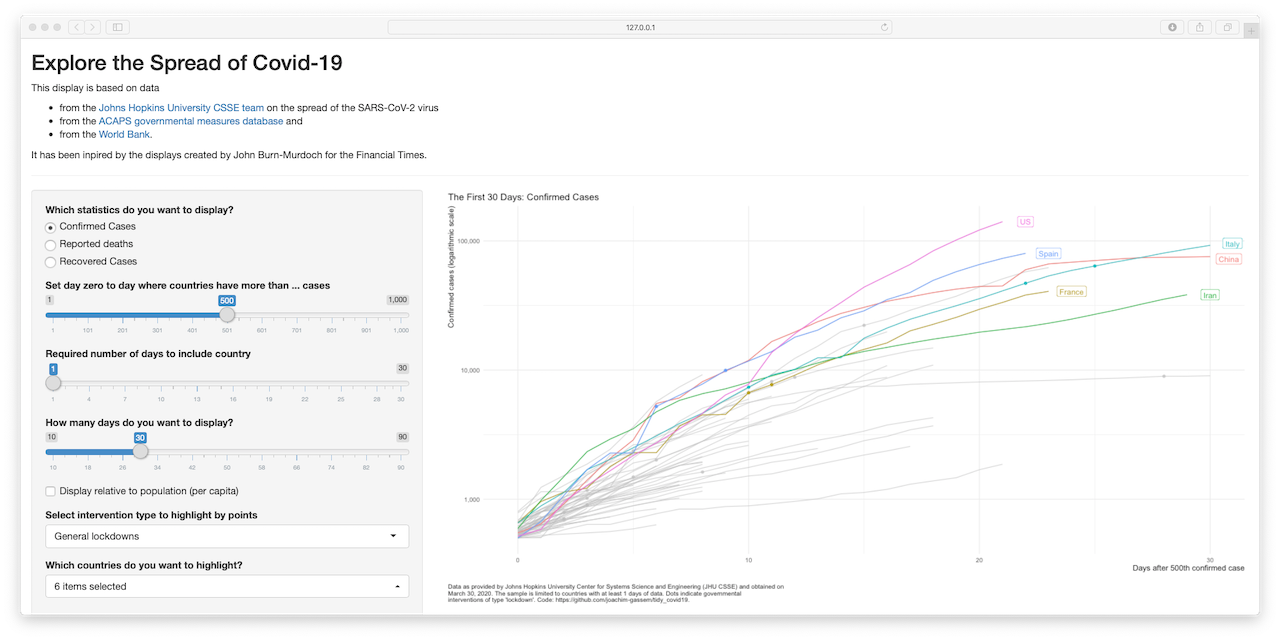 127.0.0.1
Explore the Spread of Covid-19
This display is based on data
• from the Johns Hopkins University CSSE team on the spread of the SARS-CoV-2 virus
• from the ACAPS governmental measures database and
• from the World Bank.
It has been inpired by the displays created by John Burn-Murdoch for the Financial Times.
Which statistics do you want to display?
Confirmed Cases
Reported deaths
Recovered Cases
Set day zero to day where countries have more than ... cases
1 500 1,000
1 101 201 301 401 501 601 701 801 901 1,000
Required number of days to include country
1 30
1 4 7 10 13 16 19 22 25 28 30
How many days do you want to display?
10 30 90
10 18 26 34 42 50 58 66 74 82 90
Display relative to population (per capita)
Select intervention type to highlight by points
General lockdowns
Which countries do you want to highlight?
6 items selected
The First 30 Days: Confirmed Cases
Confirmed cases (logarithmic scale)
100,000
10,000
1,000
US
Spain
Italy
China
France
Iran
0 10 20 30
Days after 500th confirmed case
Data as provided by Johns Hopkins University Center for Systems Science and Engineering (JHU CSSE) and obtained on
March 30, 2020. The sample is limited to countries with at least 1 days of data. Dots indicate governmental
interventions of type 'lockdown'. Code: https://github.com/joachim-gassen/tidy_covid19.